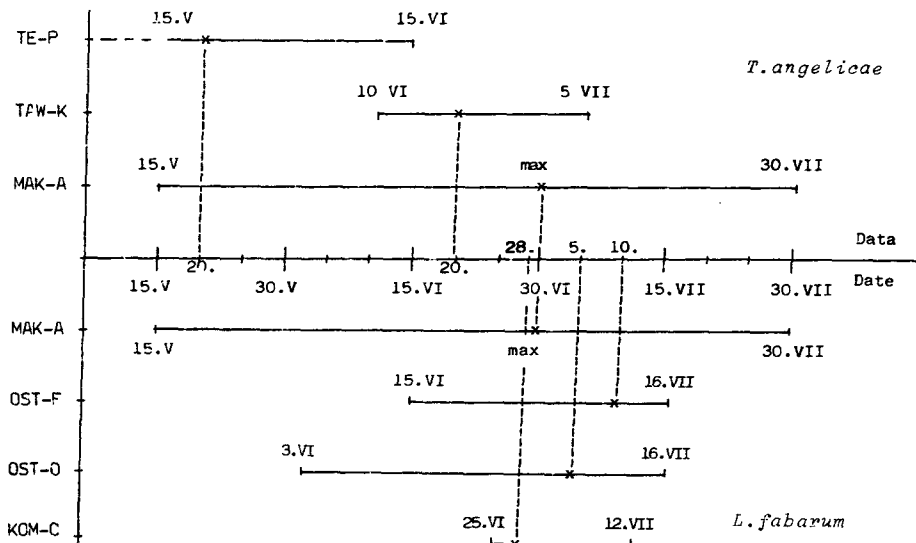 15.V 15.VI
TE-P
T.angelicae
10 VI 5 VII
TAW-K
15.V max 30.VII
MAK-A
28. 5. 10. Data
20. 20.
15.V 30.V 15.VI 30.VI 15.VII 30.VII Date
MAK-A
15.V max 30.VII
15.VI 16.VII
OST-F
3.VI 16.VII
OST-O
25.VI 12.VII L.fabarum
KOM-C